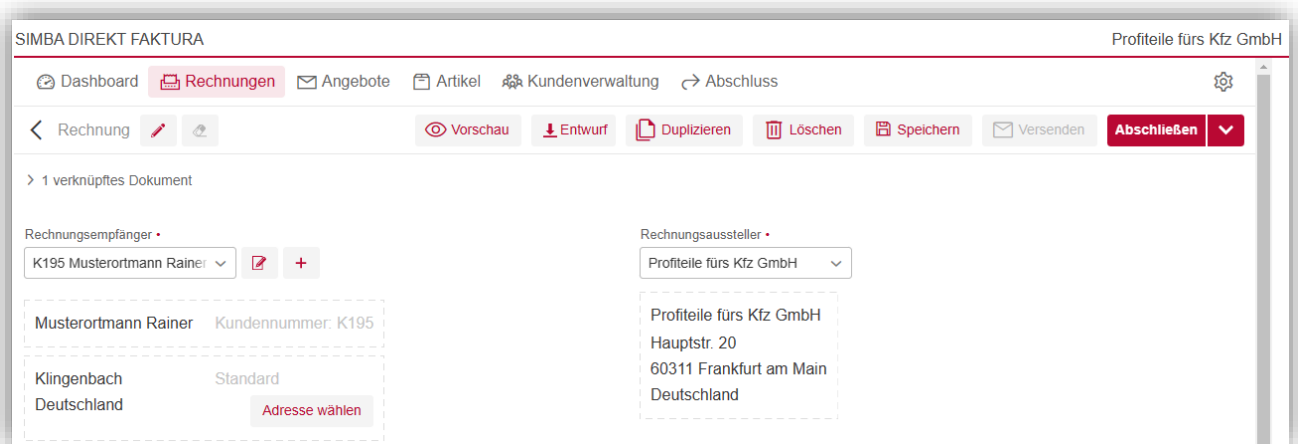 SIMBA DIREKT FAKTURA Profiteile fürs Kfz GmbH
Dashboard Rechnungen Angebote Artikel Kundenverwaltung Abschluss
Rechnung Vorschau Entwurf Duplizieren Löschen Speichern Versenden Abschließen
1 verknüpftes Dokument
Rechnungsempfänger • Rechnungsaussteller •
K195 Musterortmann Rainer Profiteile fürs Kfz GmbH
Musterortmann Rainer Kundennummer: K195 Profiteile fürs Kfz GmbH
Hauptstr. 20
60311 Frankfurt am Main
Klingenbach Standard Deutschland
Deutschland Adresse wählen